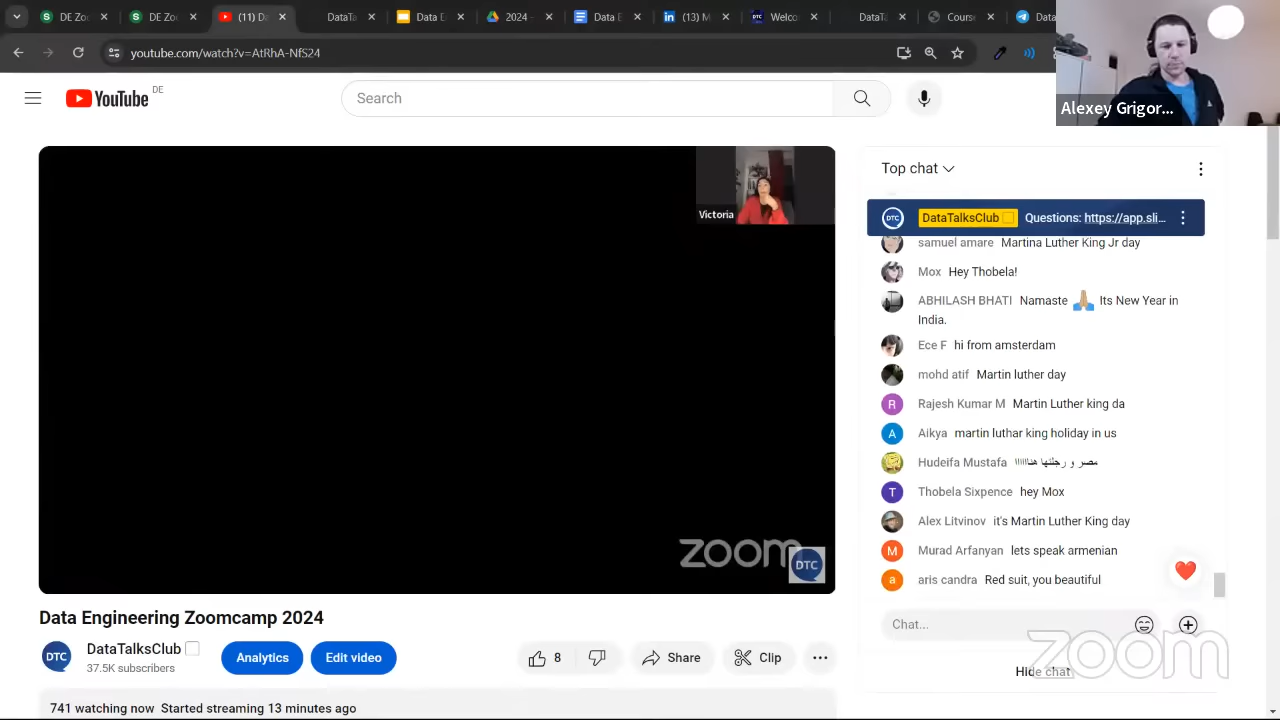 DE Zo
DE Zo
(11) Da
DataTa
Data E
2024 -
Data E
(13) M
Welco
DataTa
Course
Data
youtube.com/watch?v=AtRhA-NfS24
Alexey Grigor...
YouTube DE
Search
Victoria
zoom
DTC
Data Engineering Zoomcamp 2024
DTC
DataTalksClub
37.5K subscribers
Analytics
Edit video
8
Share
Clip
741 watching now Started streaming 13 minutes ago
Top chat
DTC DataTalksClub Questions: https://app.sli...
samuel amare Martina Luther King Jr day
Mox Hey Thobela!
ABHILASH BHATI Namaste 🙏 Its New Year in
India.
Ece F hi from amsterdam
mohd atif Martin luther day
R Rajesh Kumar M Martin Luther king da
A Aikya martin luthar king holiday in us
Hudeifa Mustafa مصر و رجلتها هنااااا
T Thobela Sixpence hey Mox
Alex Litvinov it's Martin Luther King day
M Murad Arfanyan lets speak armenian
a aris candra Red suit, you beautiful
Chat...
Hide chat
zoom